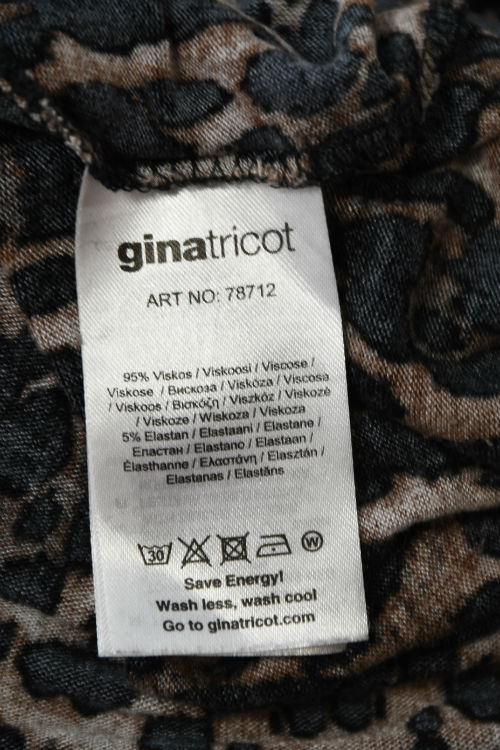 ginatricot
ART NO: 78712
95% Viskos / Viskoosi / Viscose /
Viskose / Вискоза / Viskóza / Viscosa
/ Viskoos / Βισκόζη / Viszkóz / Viskozė
/ Viskoze / Wiskoza / Viskoza
5% Elastan / Elastaani / Elastane /
Еластан / Elastano / Elastaan /
Élasthanne / Ελαστάνη / Elasztán /
Elastanas / Elastāns
30
W
Save Energy!
Wash less, wash cool
Go to ginatricot.com